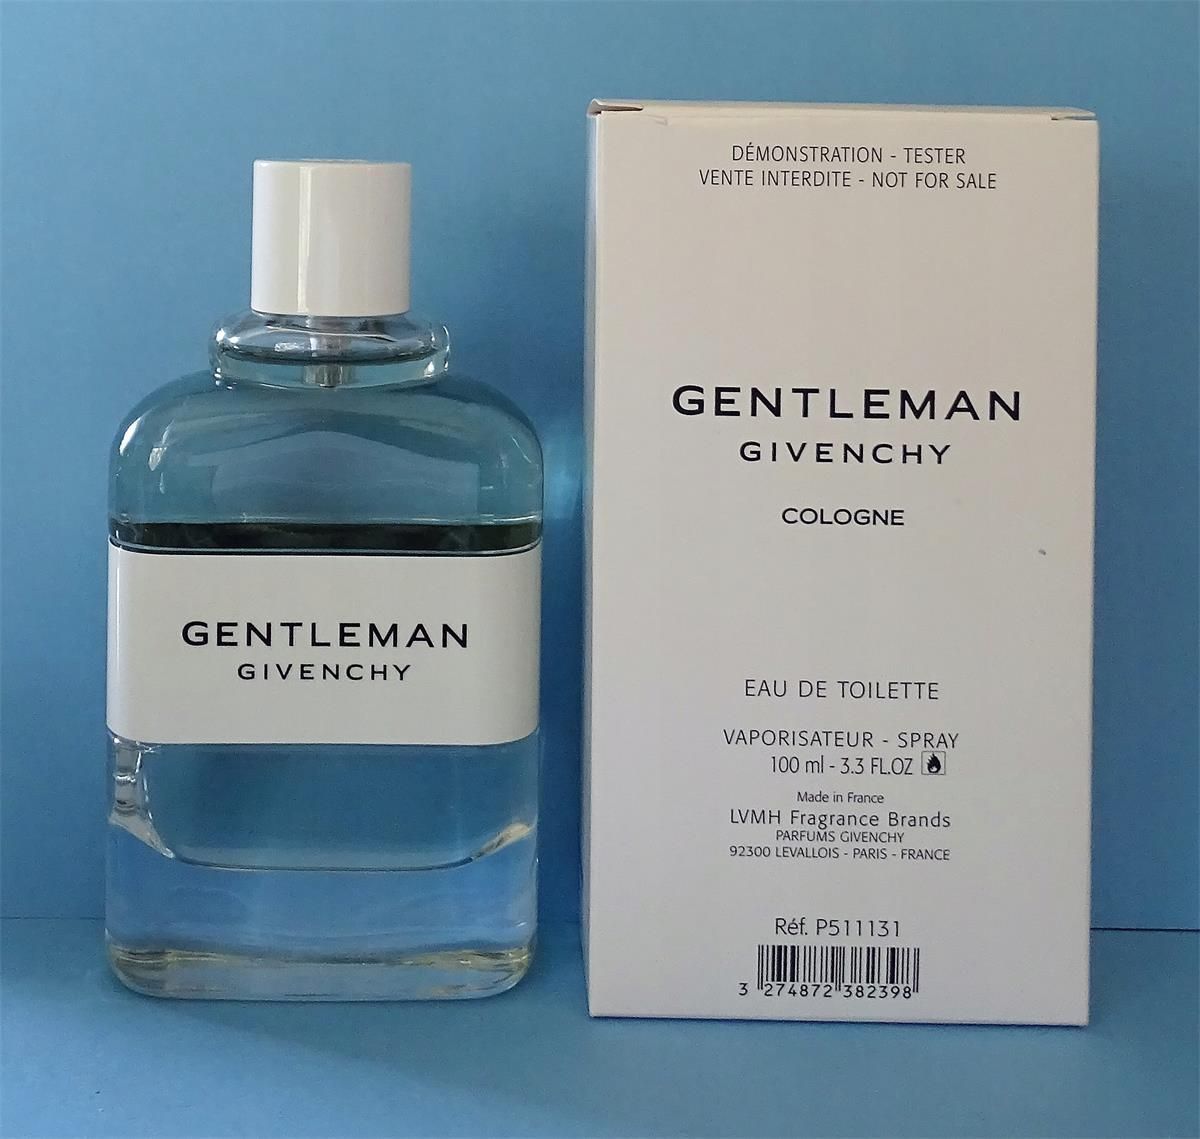 GENTLEMAN
GIVENCHY
DÉMONSTRATION - TESTER
VENTE INTERDITE - NOT FOR SALE
GENTLEMAN
GIVENCHY
COLOGNE
EAU DE TOILETTE
VAPORISATEUR - SPRAY
100 ml - 3.3 FL.OZ
Made in France
LVMH Fragrance Brands
PARFUMS GIVENCHY
92300 LEVALLOIS - PARIS - FRANCE
Réf. P511131
3 274872 382398